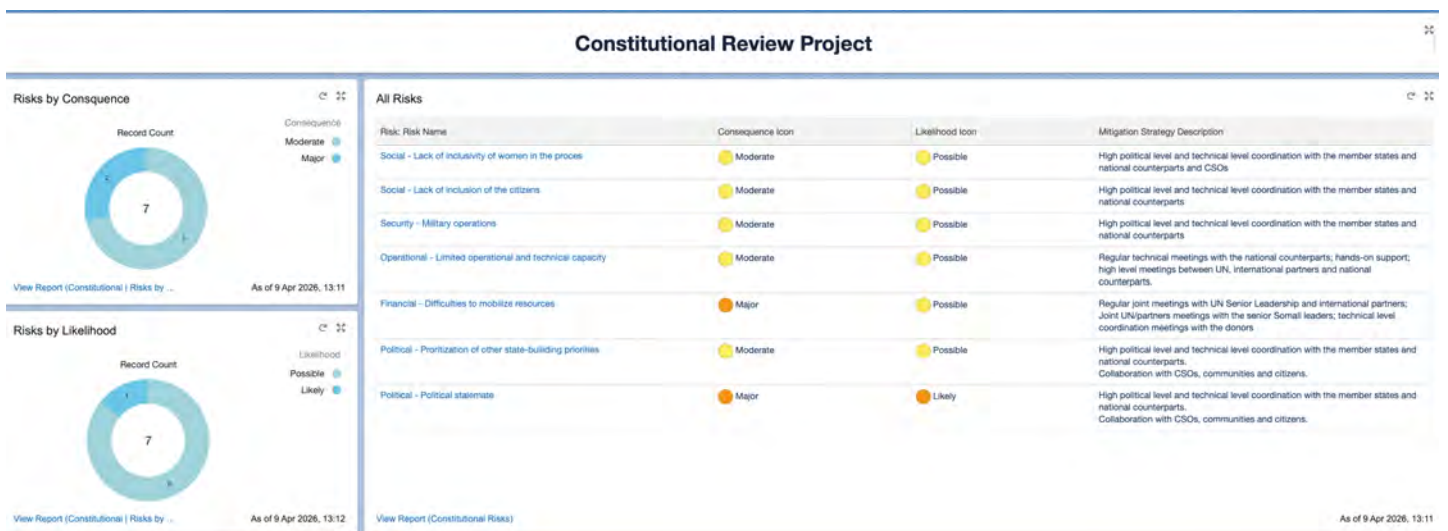 Constitutional Review Project
Risks by Consquence
Record Count
Consequence
Moderate
Major
2
7
5
View Report (Constitutional | Risks by ...
As of 9 Apr 2026, 13:11
Risks by Likelihood
Record Count
Likelihood
Possible
Likely
1
7
6
View Report (Constitutional | Risks by ...
As of 9 Apr 2026, 13:12
All Risks
Risk: Risk Name Consequence Icon Likelihood Icon Mitigation Strategy Description
Social - Lack of inclusivity of women in the proces Moderate Possible High political level and technical level coordination with the member states and
national counterparts and CSOs
Social - Lack of inclusion of the citizens Moderate Possible High political level and technical level coordination with the member states and
national counterparts
Security - Military operations Moderate Possible High political level and technical level coordination with the member states and
national counterparts
Operational - Limited operational and technical capacity Moderate Possible Regular technical meetings with the national counterparts; hands-on support;
high level meetings between UN, international partners and national
counterparts.
Financial - Difficulties to mobilize resources Major Possible Regular joint meetings with UN Senior Leadership and international partners;
Joint UN/partners meetings with the senior Somali leaders; technical level
coordination meetings with the donors
Political - Proritization of other state-building priorities Moderate Possible High political level and technical level coordination with the member states and
national counterparts.
Collaboration with CSOs, communities and citizens.
Political - Political stalemate Major Likely High political level and technical level coordination with the member states and
national counterparts.
Collaboration with CSOs, communities and citizens.
View Report (Constitutional Risks)
As of 9 Apr 2026, 13:11